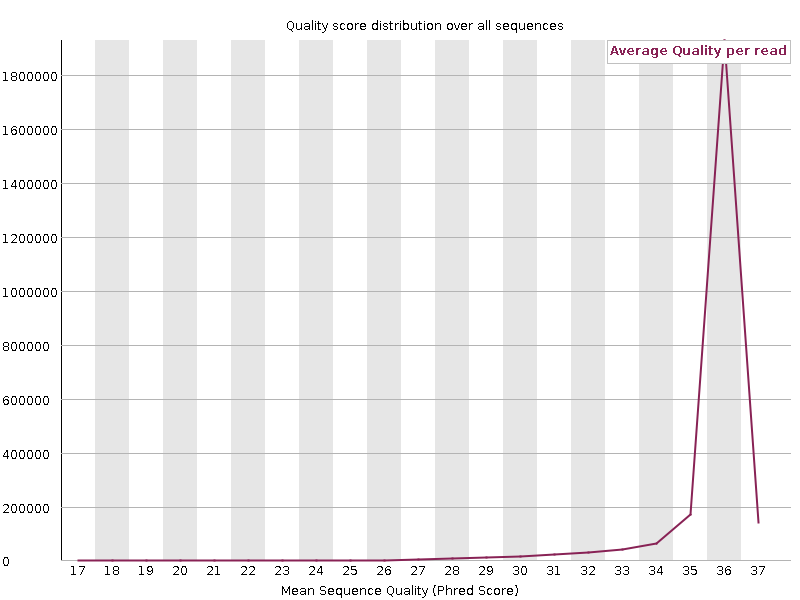 Quality score distribution over all sequences
Average Quality per read
1800000
1600000
1400000
1200000
1000000
800000
600000
400000
200000
0
17 18 19 20 21 22 23 24 25 26 27 28 29 30 31 32 33 34 35 36 37
Mean Sequence Quality (Phred Score)